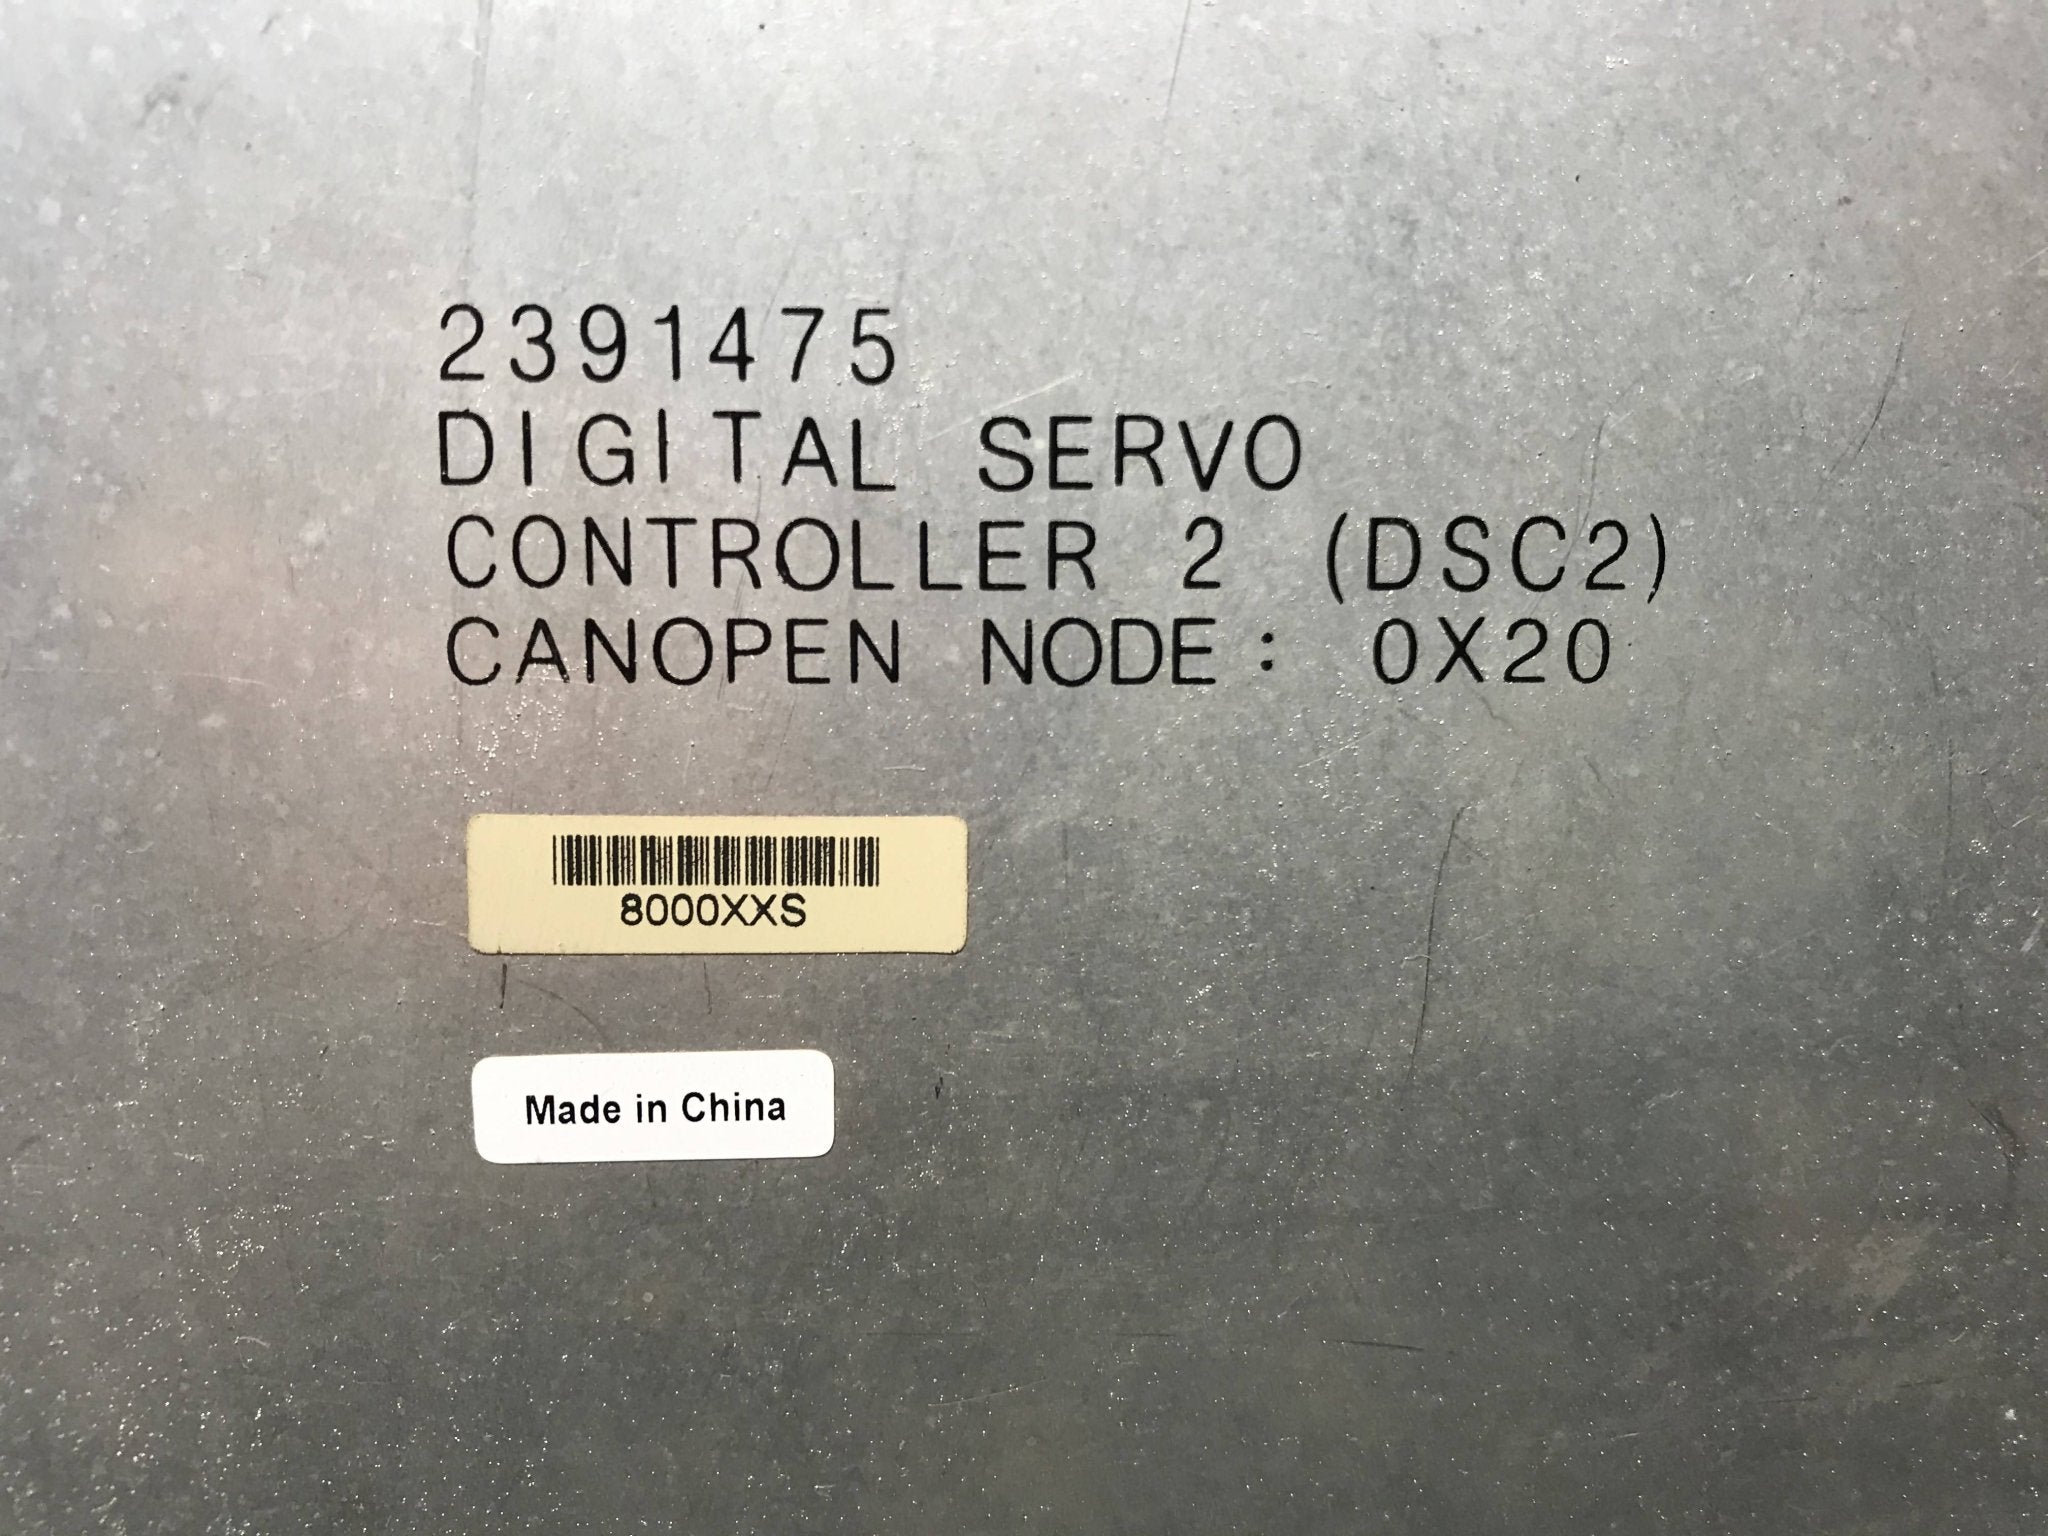 2391475
DIGITAL SERVO
CONTROLLER 2 (DSC2)
CANOPEN NODE: 0X20
8000XXS
Made in China